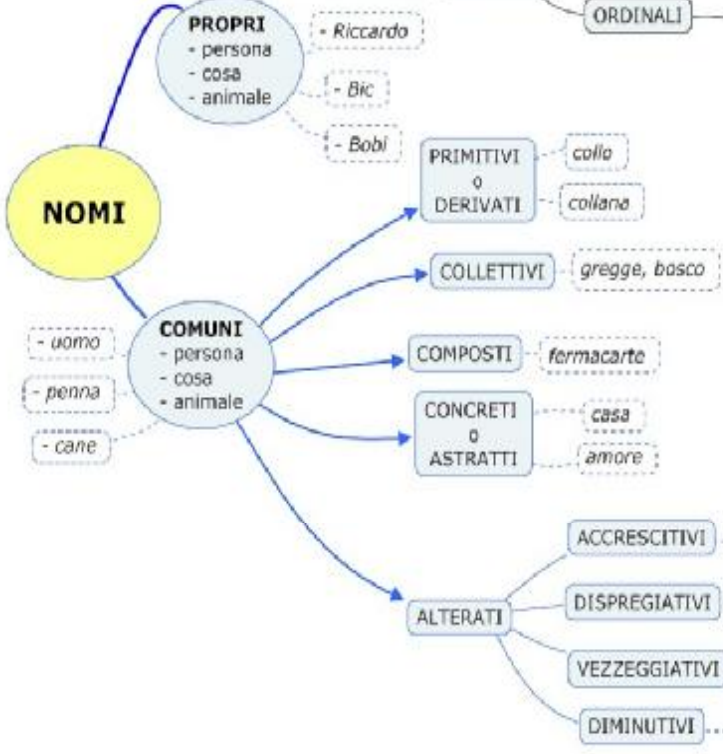 ORDINALI
PROPRI
- persona
- cosa
- animale
- Riccardo
- Bic
- Bobi
NOMI
PRIMITIVI
o
DERIVATI
collo
collana
COLLETTIVI
gregge, bosco
COMUNI
- persona
- cosa
- animale
- uomo
- penna
- cane
COMPOSTI
fermacarte
CONCRETI
o
ASTRATTI
casa
amore
ALTERATI
ACCRESCITIVI
DISPREGIATIVI
VEZZEGGIATIVI
DIMINUTIVI